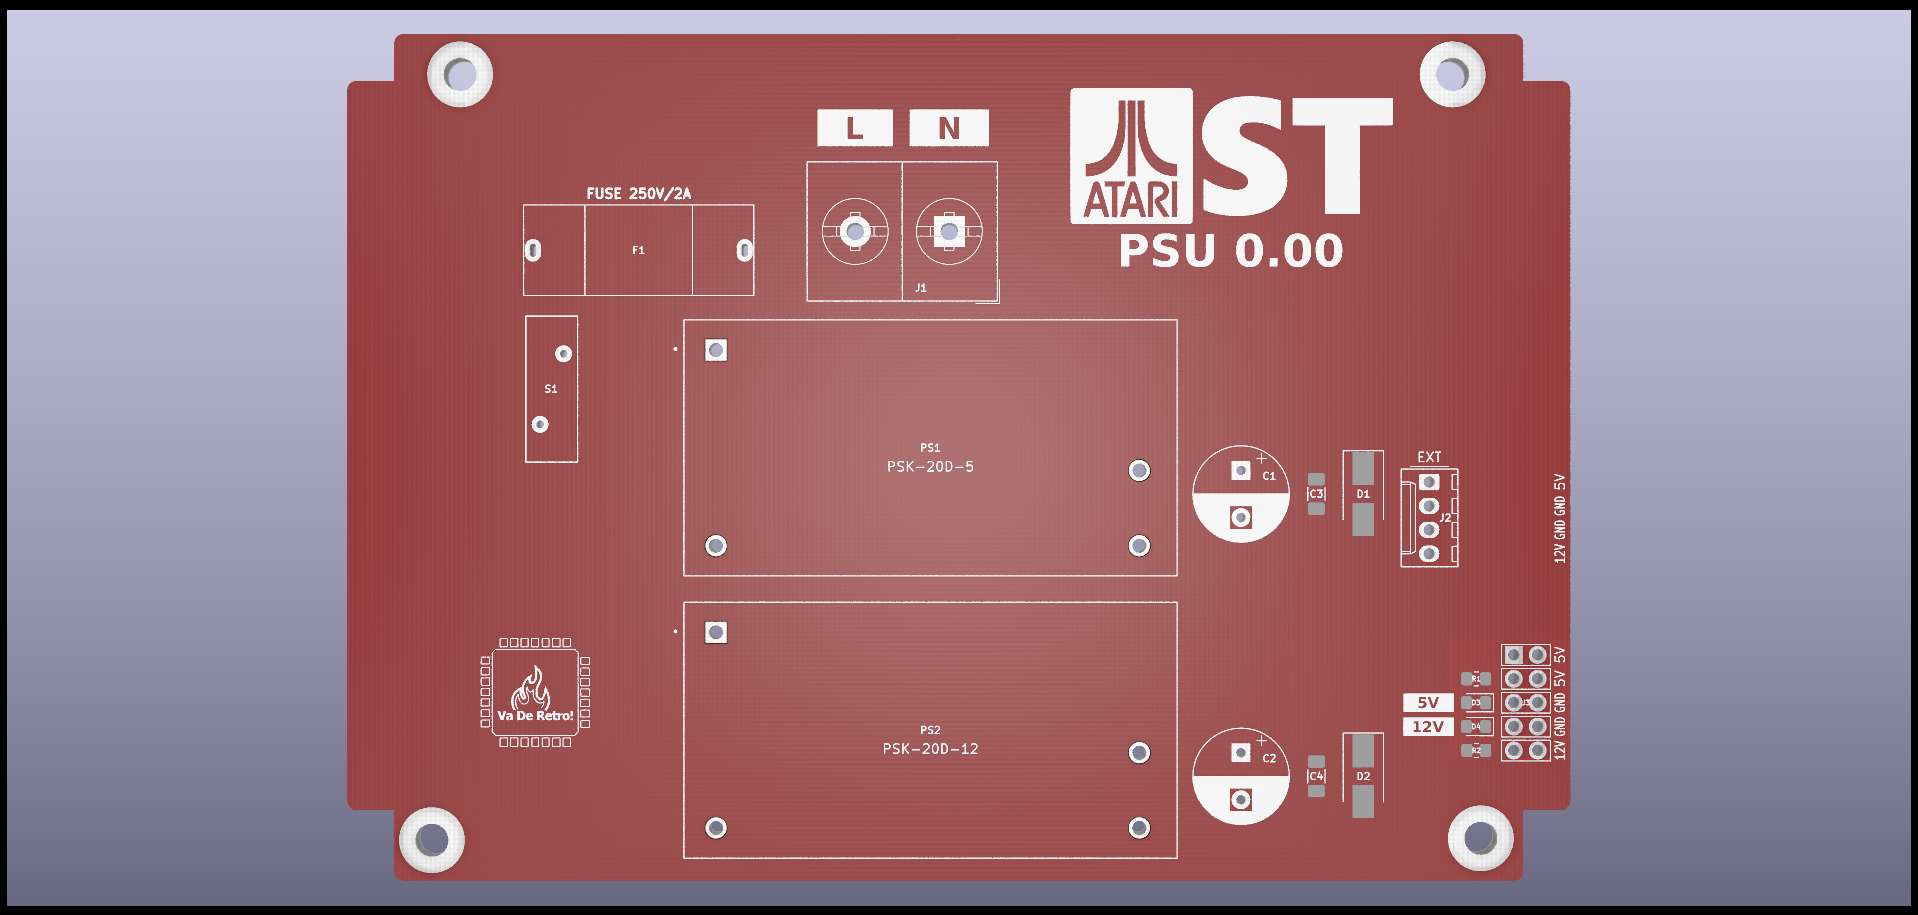 L N
ATARI ST
PSU 0.00
FUSE 250V/2A
F1
J1
S1
PS1
PSK-20D-5
C1
C3
D1
EXT
J2
5V
GND
GND
12V
PS2
PSK-20D-12
C2
C4
D2
Va De Retro!
R1
5V
D3
12V
D4
R2
J3
5V
5V
GND
GND
12V